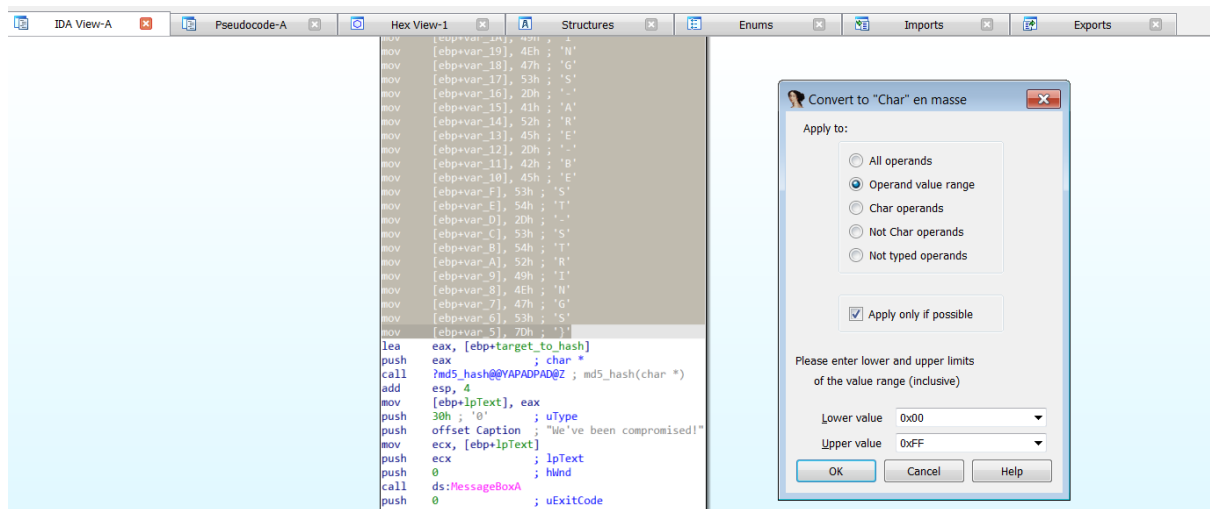 IDA View-A Pseudocode-A Hex View-1 Structures Enums Imports Exports
mov [ebp+var_1A], 49h ; 'I'
mov [ebp+var_19], 4Eh ; 'N'
mov [ebp+var_18], 47h ; 'G'
mov [ebp+var_17], 53h ; 'S'
mov [ebp+var_16], 2Dh ; '-'
mov [ebp+var_15], 41h ; 'A'
mov [ebp+var_14], 52h ; 'R'
mov [ebp+var_13], 45h ; 'E'
mov [ebp+var_12], 2Dh ; '-'
mov [ebp+var_11], 42h ; 'B'
mov [ebp+var_10], 45h ; 'E'
mov [ebp+var_F], 53h ; 'S'
mov [ebp+var_E], 54h ; 'T'
mov [ebp+var_D], 2Dh ; '-'
mov [ebp+var_C], 53h ; 'S'
mov [ebp+var_B], 54h ; 'T'
mov [ebp+var_A], 52h ; 'R'
mov [ebp+var_9], 49h ; 'I'
mov [ebp+var_8], 4Eh ; 'N'
mov [ebp+var_7], 47h ; 'G'
mov [ebp+var_6], 53h ; 'S'
mov [ebp+var_5], 7Dh ; '}'
lea eax, [ebp+target_to_hash]
push eax ; char *
call ?md5_hash@@YAPADPAD@Z ; md5_hash(char *)
add esp, 4
mov [ebp+lpText], eax
push 30h ; '0' ; uType
push offset Caption ; "We've been compromised!"
mov ecx, [ebp+lpText]
push ecx ; lpText
push 0 ; hWnd
call ds:MessageBoxA
push 0 ; uExitCode
Convert to "Char" en masse
Apply to:
All operands
Operand value range
Char operands
Not Char operands
Not typed operands
Apply only if possible
Please enter lower and upper limits
of the value range (inclusive)
Lower value 0x00
Upper value 0xFF
OK Cancel Help